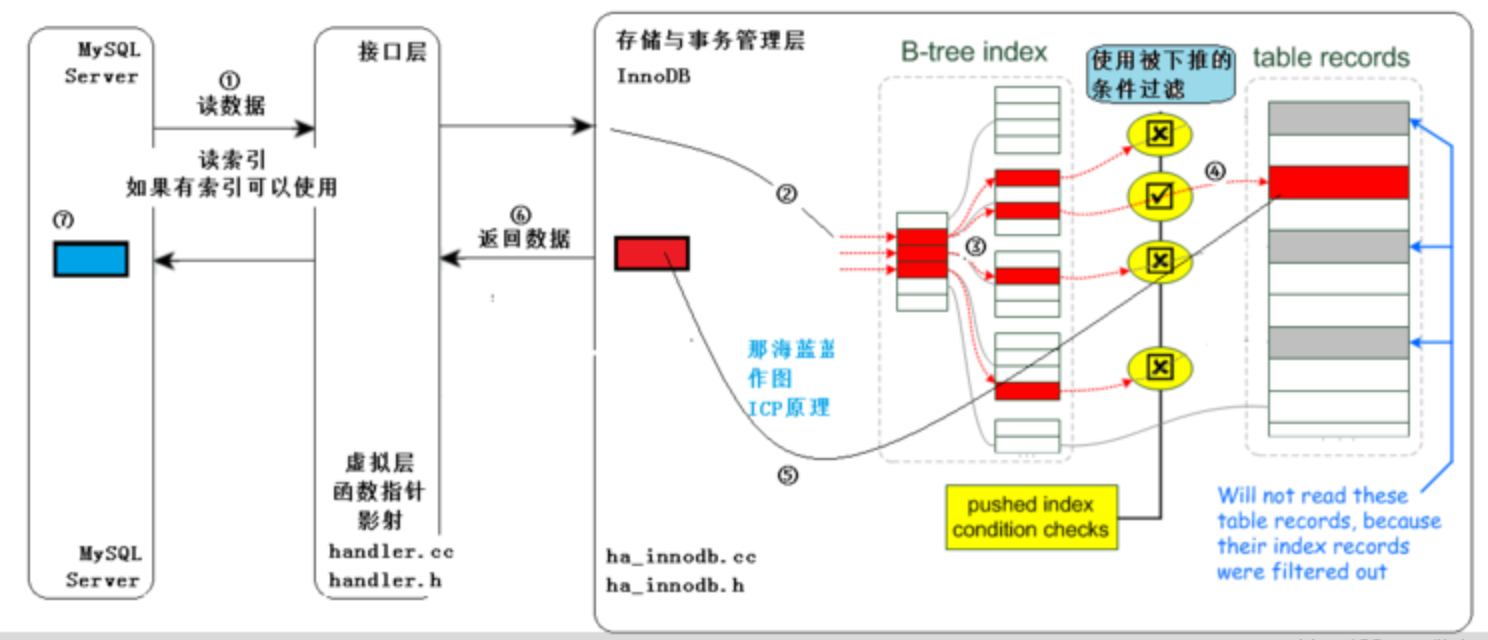 MySQL
Server
①
读数据
读索引
如果有索引可以使用
⑦
MySQL
Server
接口层
⑥
返回数据
虚拟层
函数指针
影射
handler.cc
handler.h
存储与事务管理层
InnoDB
②
③
④
⑤
B-tree index
使用被下推的
条件过滤
table records
那海蓝蓝
作图
ICP原理
pushed index
condition checks
Will not read these
table records, because
their index records
were filtered out
ha_innodb.cc
ha_innodb.h